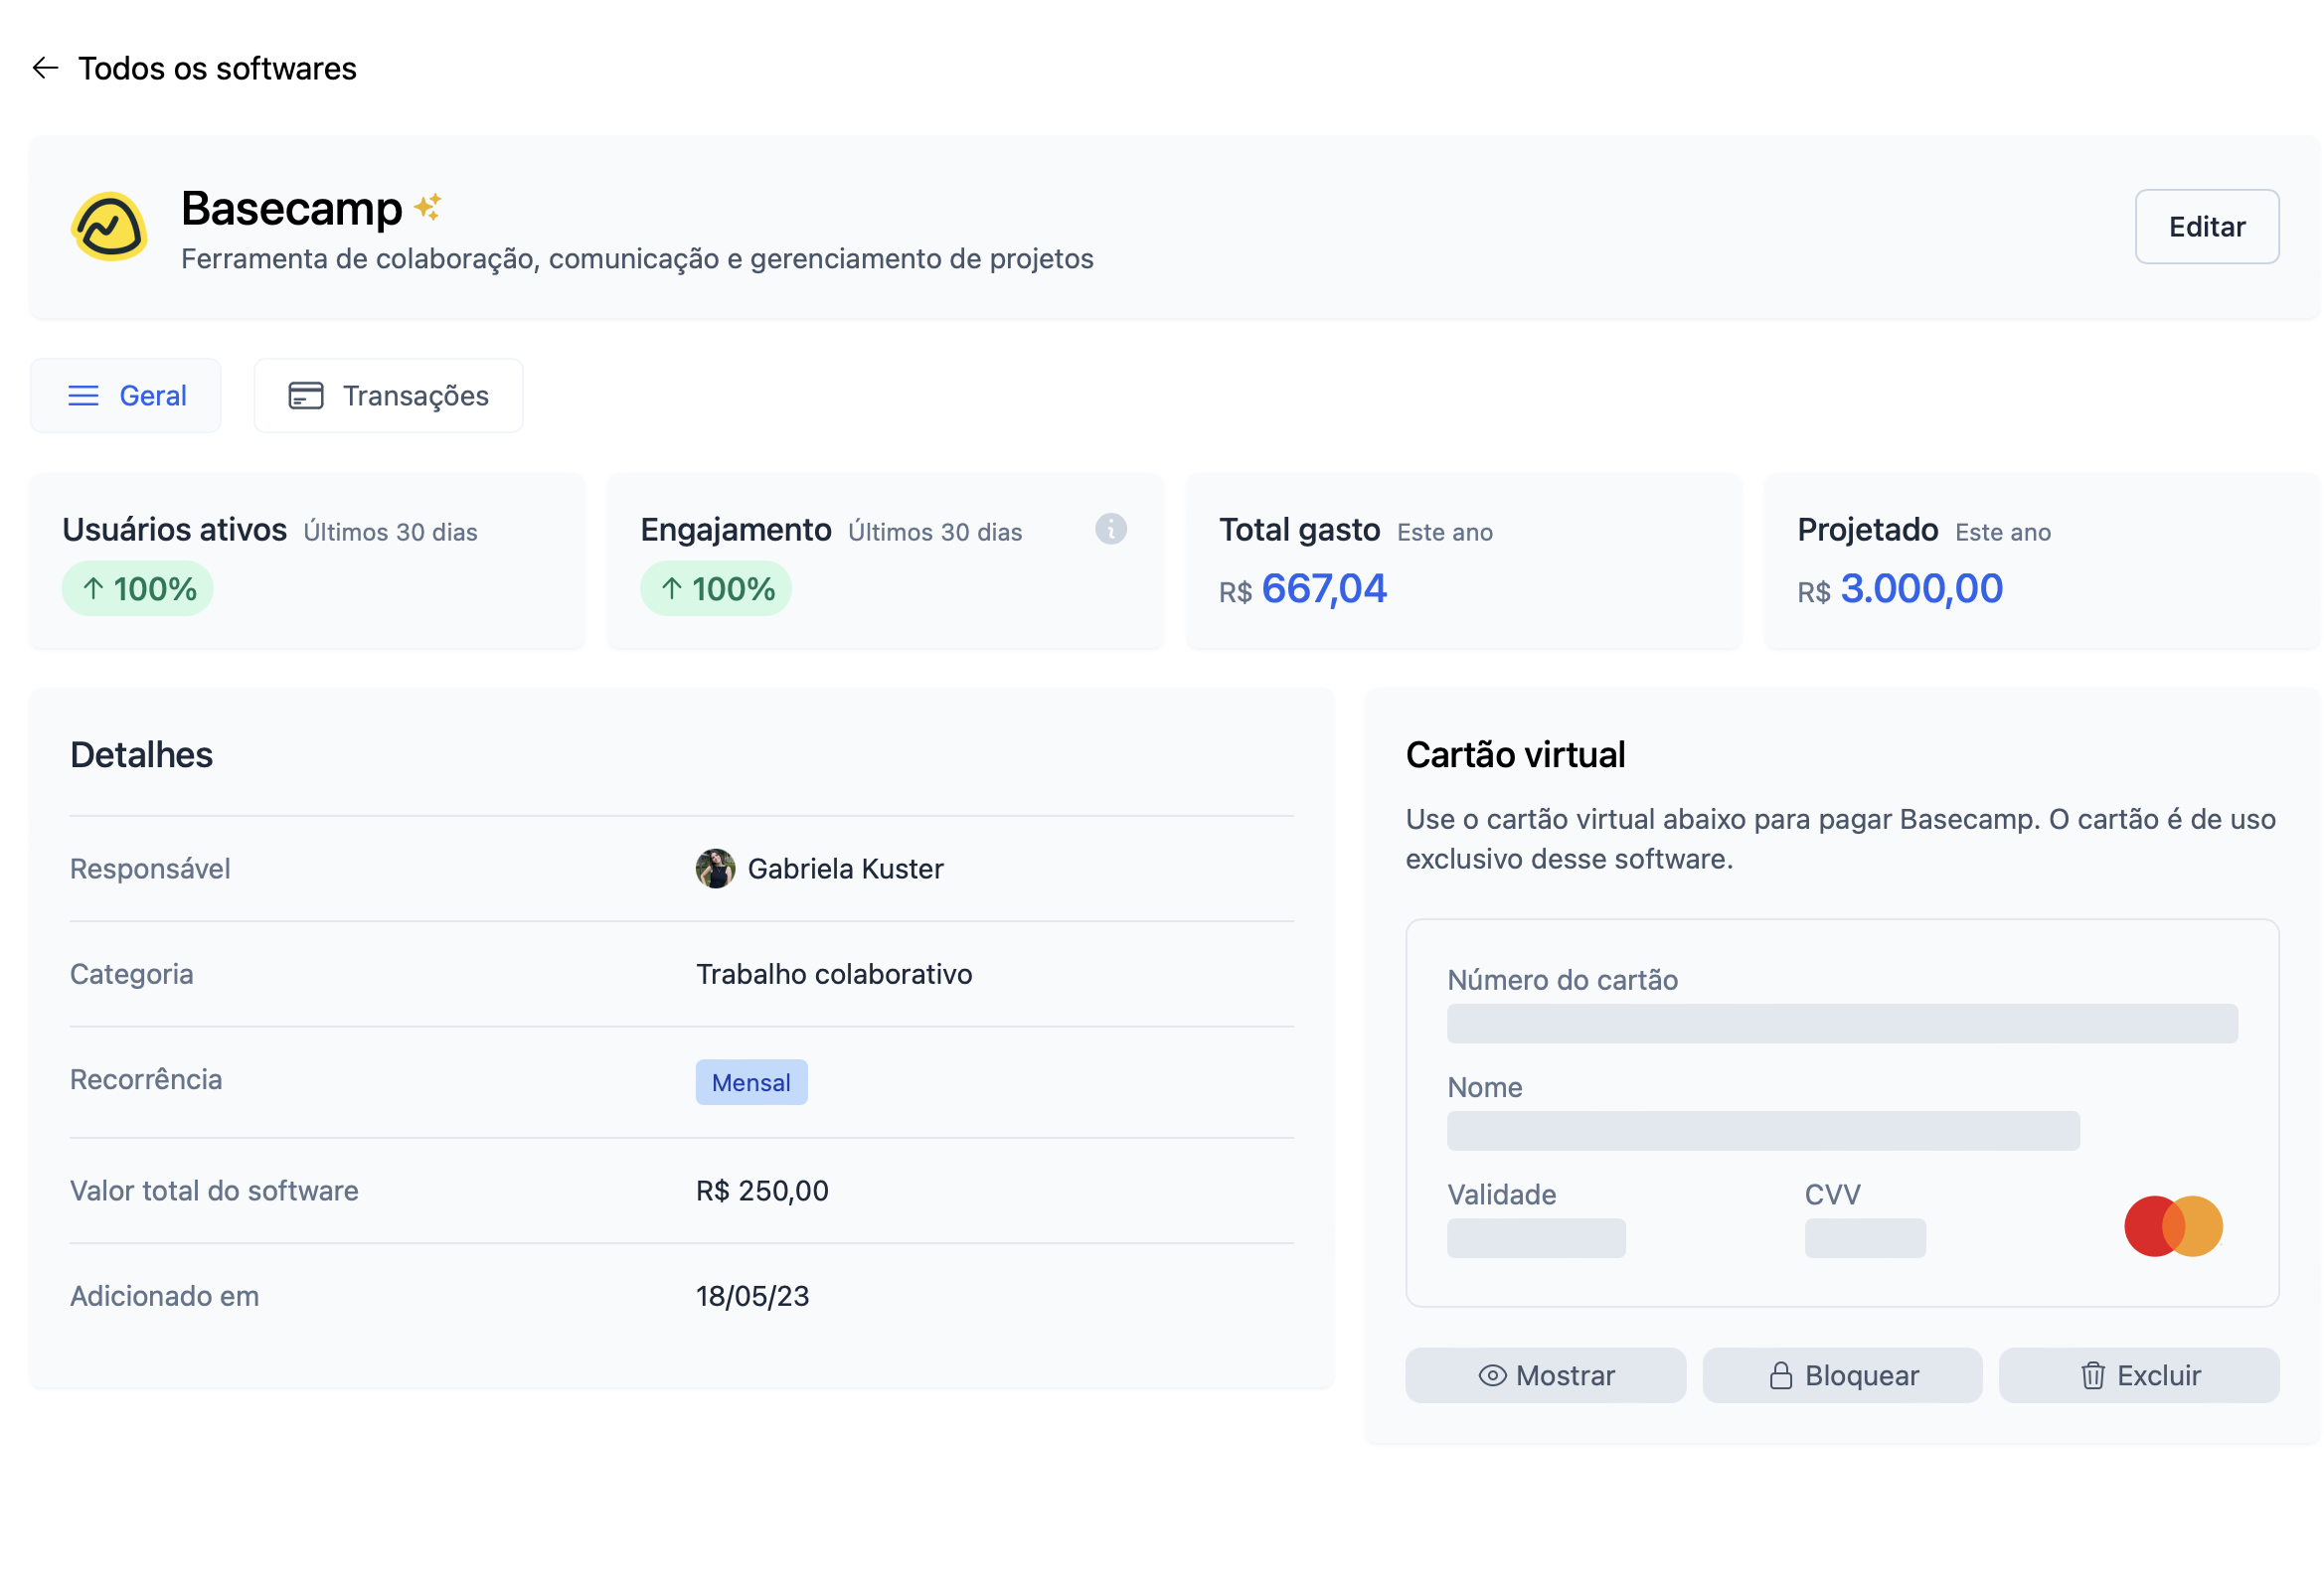 Todos os softwares
Basecamp
Ferramenta de colaboração, comunicação e gerenciamento de projetos
Editar
Geral
Transações
Usuários ativos Últimos 30 dias
↑ 100%
Engajamento Últimos 30 dias
↑ 100%
Total gasto Este ano
R$ 667,04
Projetado Este ano
R$ 3.000,00
Detalhes
Responsável Gabriela Kuster
Categoria Trabalho colaborativo
Recorrência Mensal
Valor total do software R$ 250,00
Adicionado em 18/05/23
Cartão virtual
Use o cartão virtual abaixo para pagar Basecamp. O cartão é de uso
exclusivo desse software.
Número do cartão
Nome
Validade CVV
Mostrar Bloquear Excluir